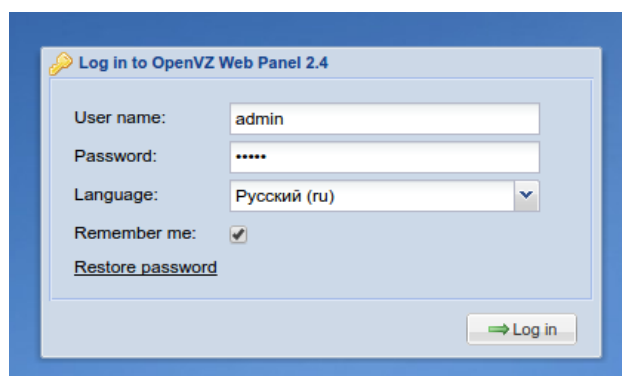 Log in to OpenVZ Web Panel 2.4
User name: admin
Password: •••••
Language: Русский (ru)
Remember me:
Restore password
Log in